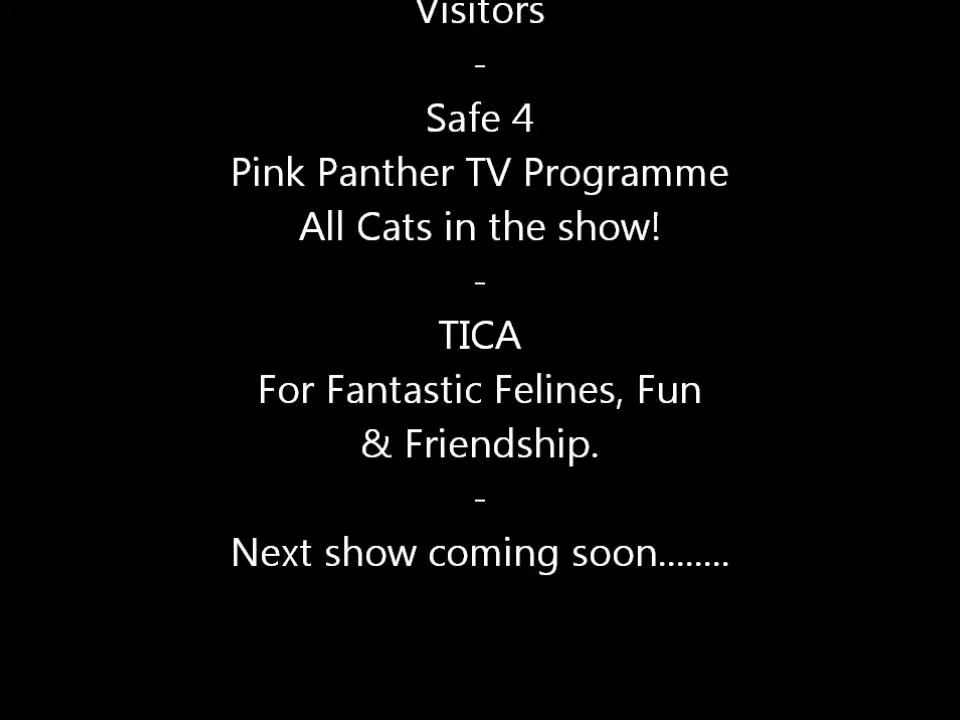 Visitors
-
Safe 4
Pink Panther TV Programme
All Cats in the show!
-
TICA
For Fantastic Felines, Fun
& Friendship.
-
Next show coming soon........